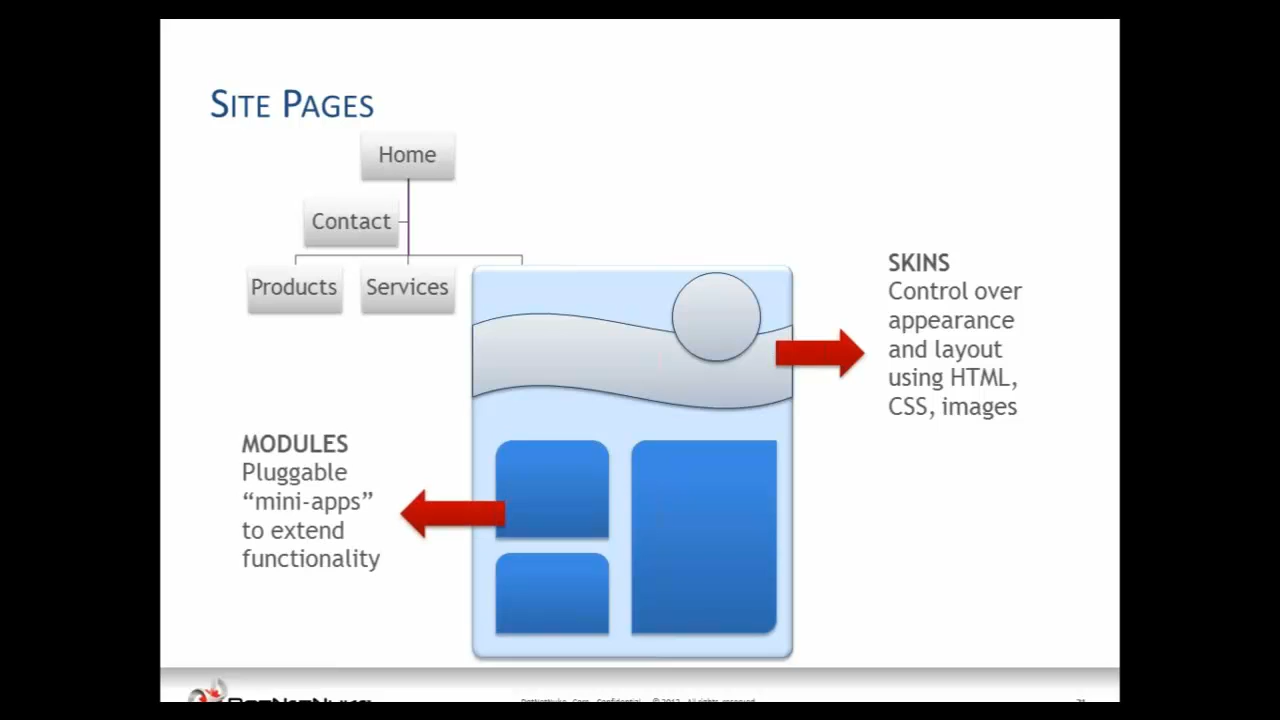 SITE PAGES
Home
Contact
Products
Services
SKINS
Control over
appearance
and layout
using HTML,
CSS, images
MODULES
Pluggable
“mini-apps”
to extend
functionality